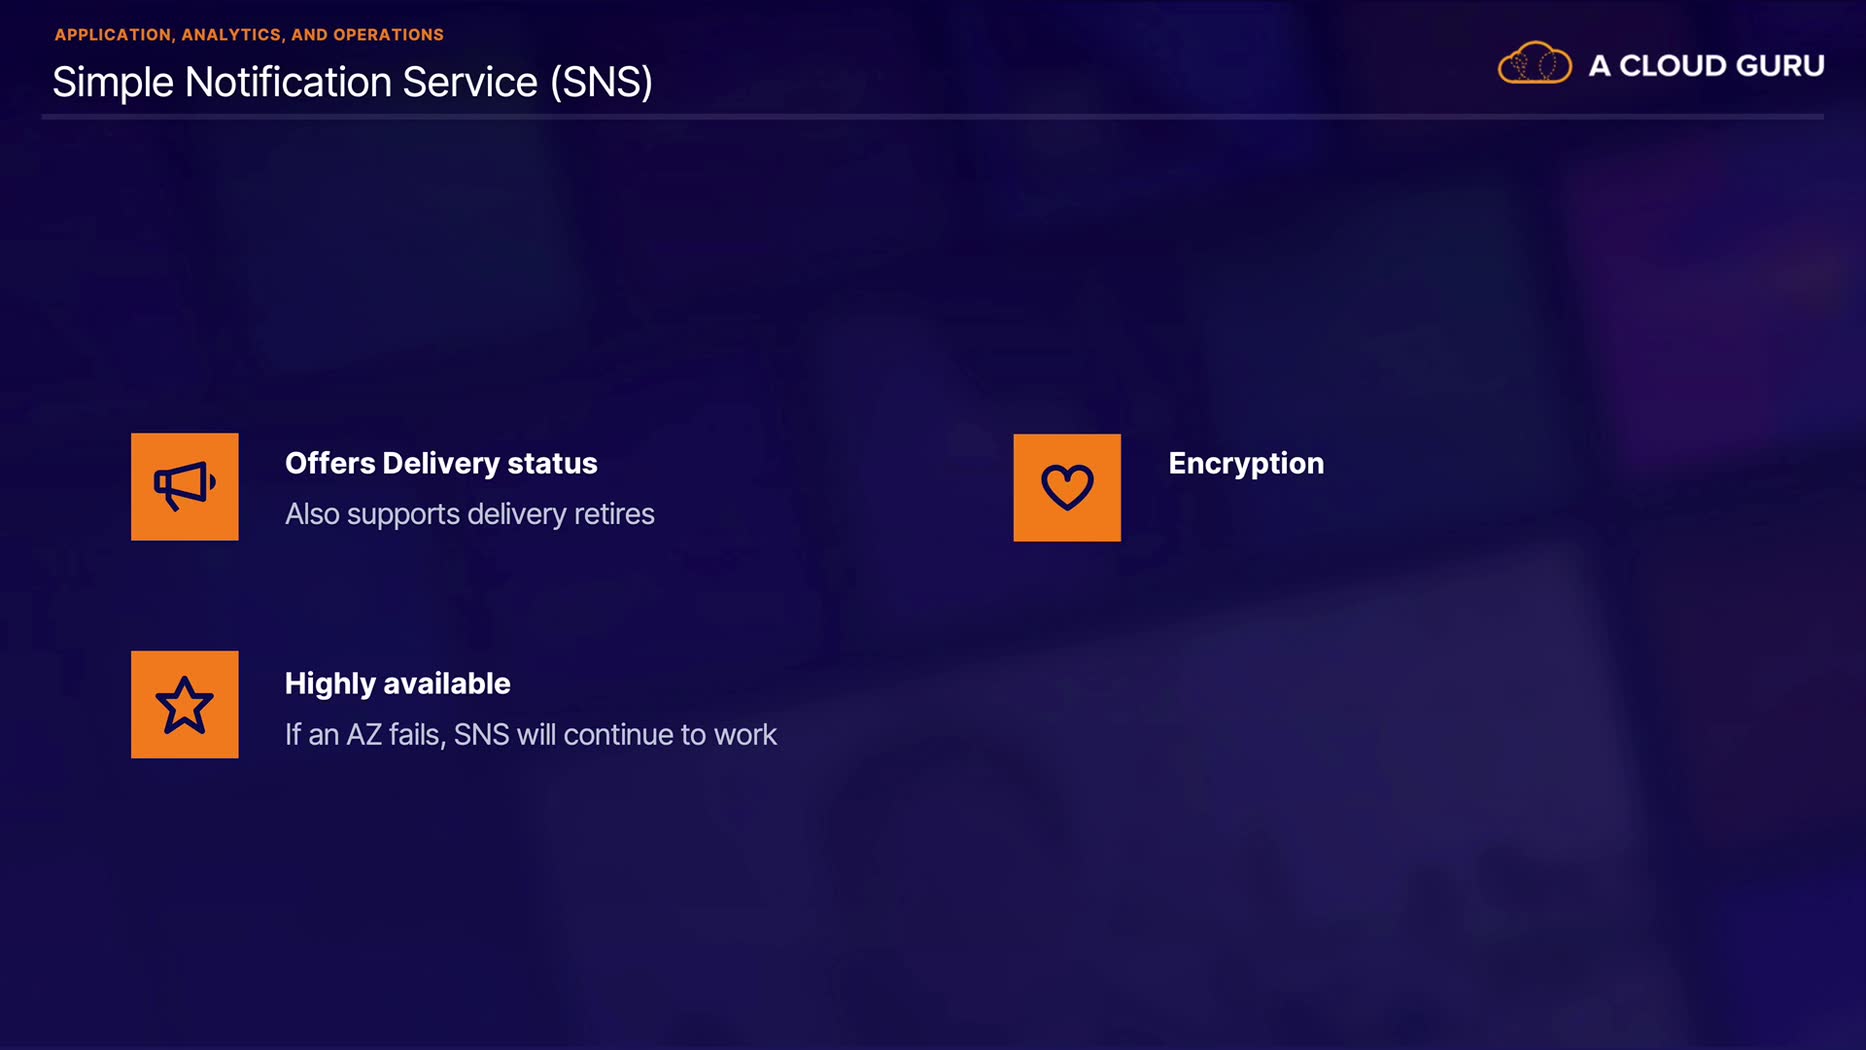 APPLICATION, ANALYTICS, AND OPERATIONS
Simple Notification Service (SNS)
A CLOUD GURU
Offers Delivery status
Also supports delivery retires
Encryption
Highly available
If an AZ fails, SNS will continue to work